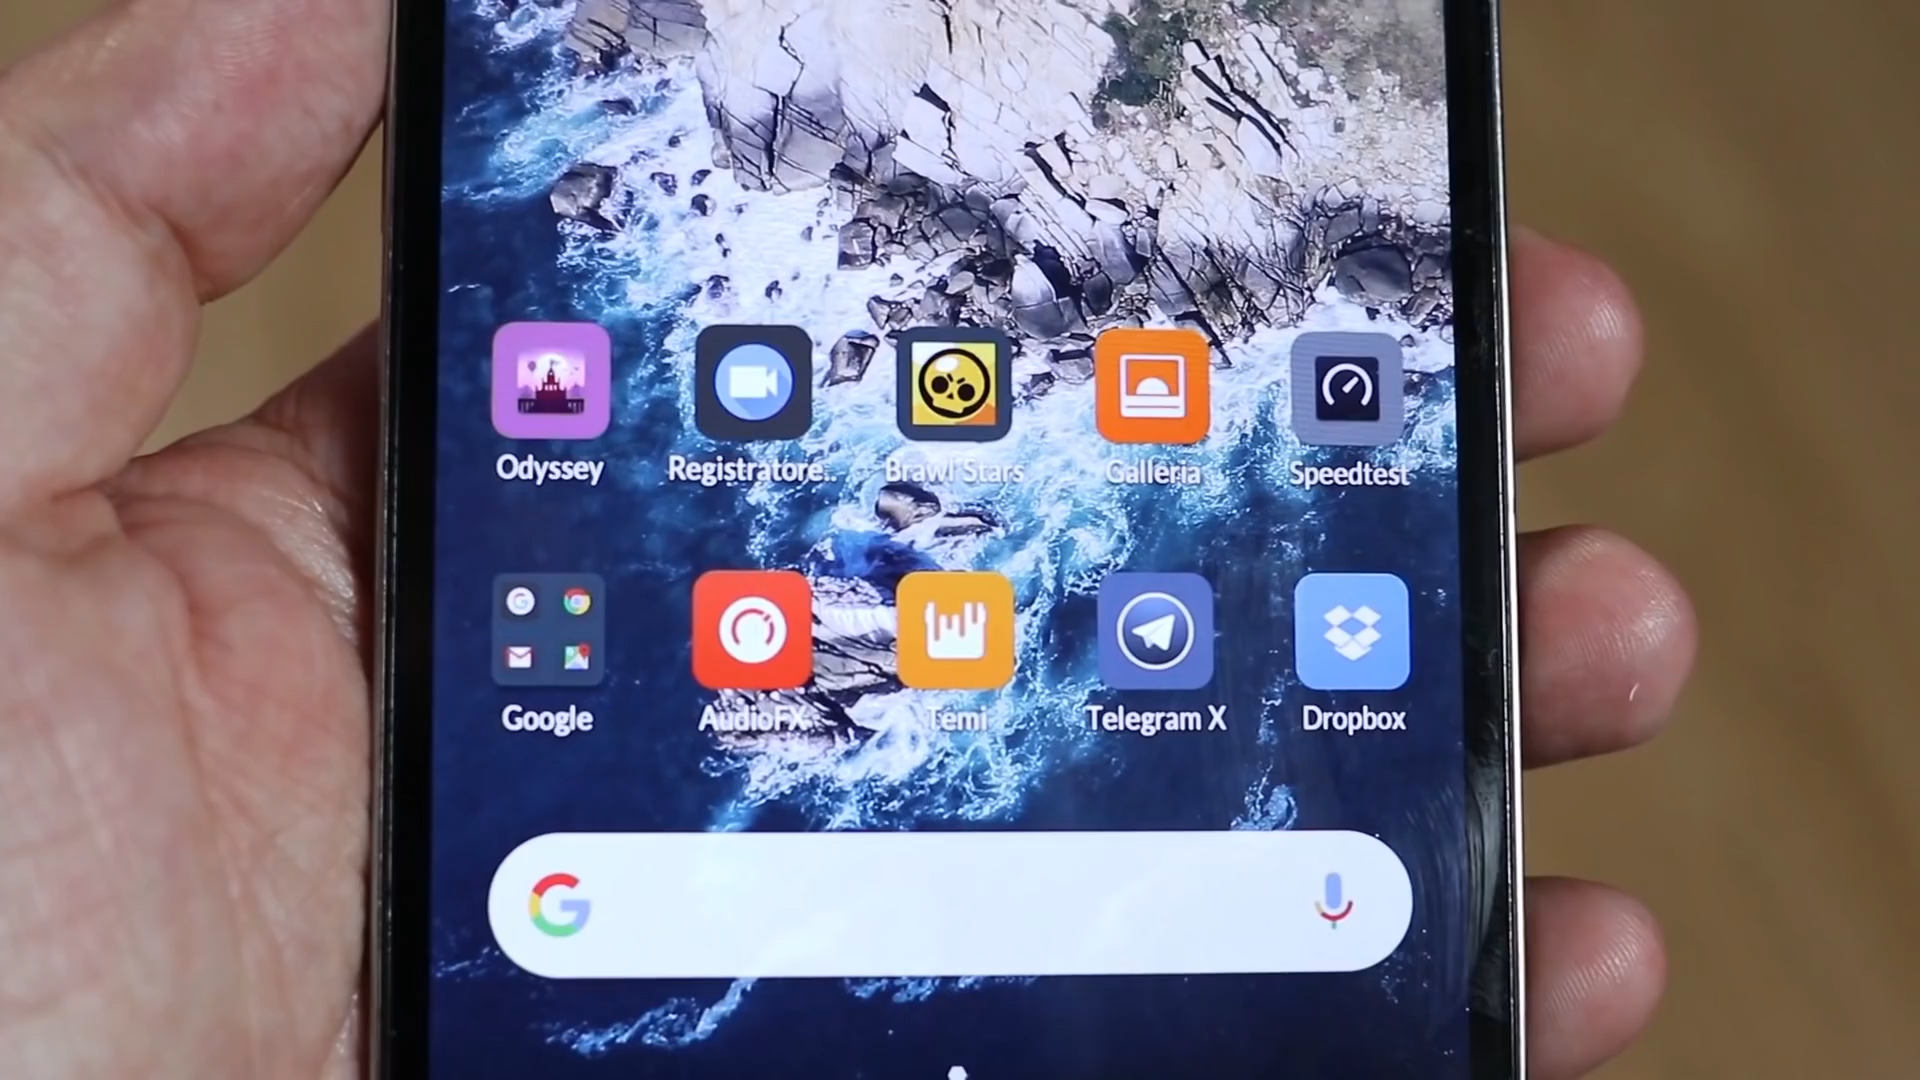 Odyssey
Registratore..
Brawl Stars
Galleria
Speedtest
Google
AudioFX
Temi
Telegram X
Dropbox